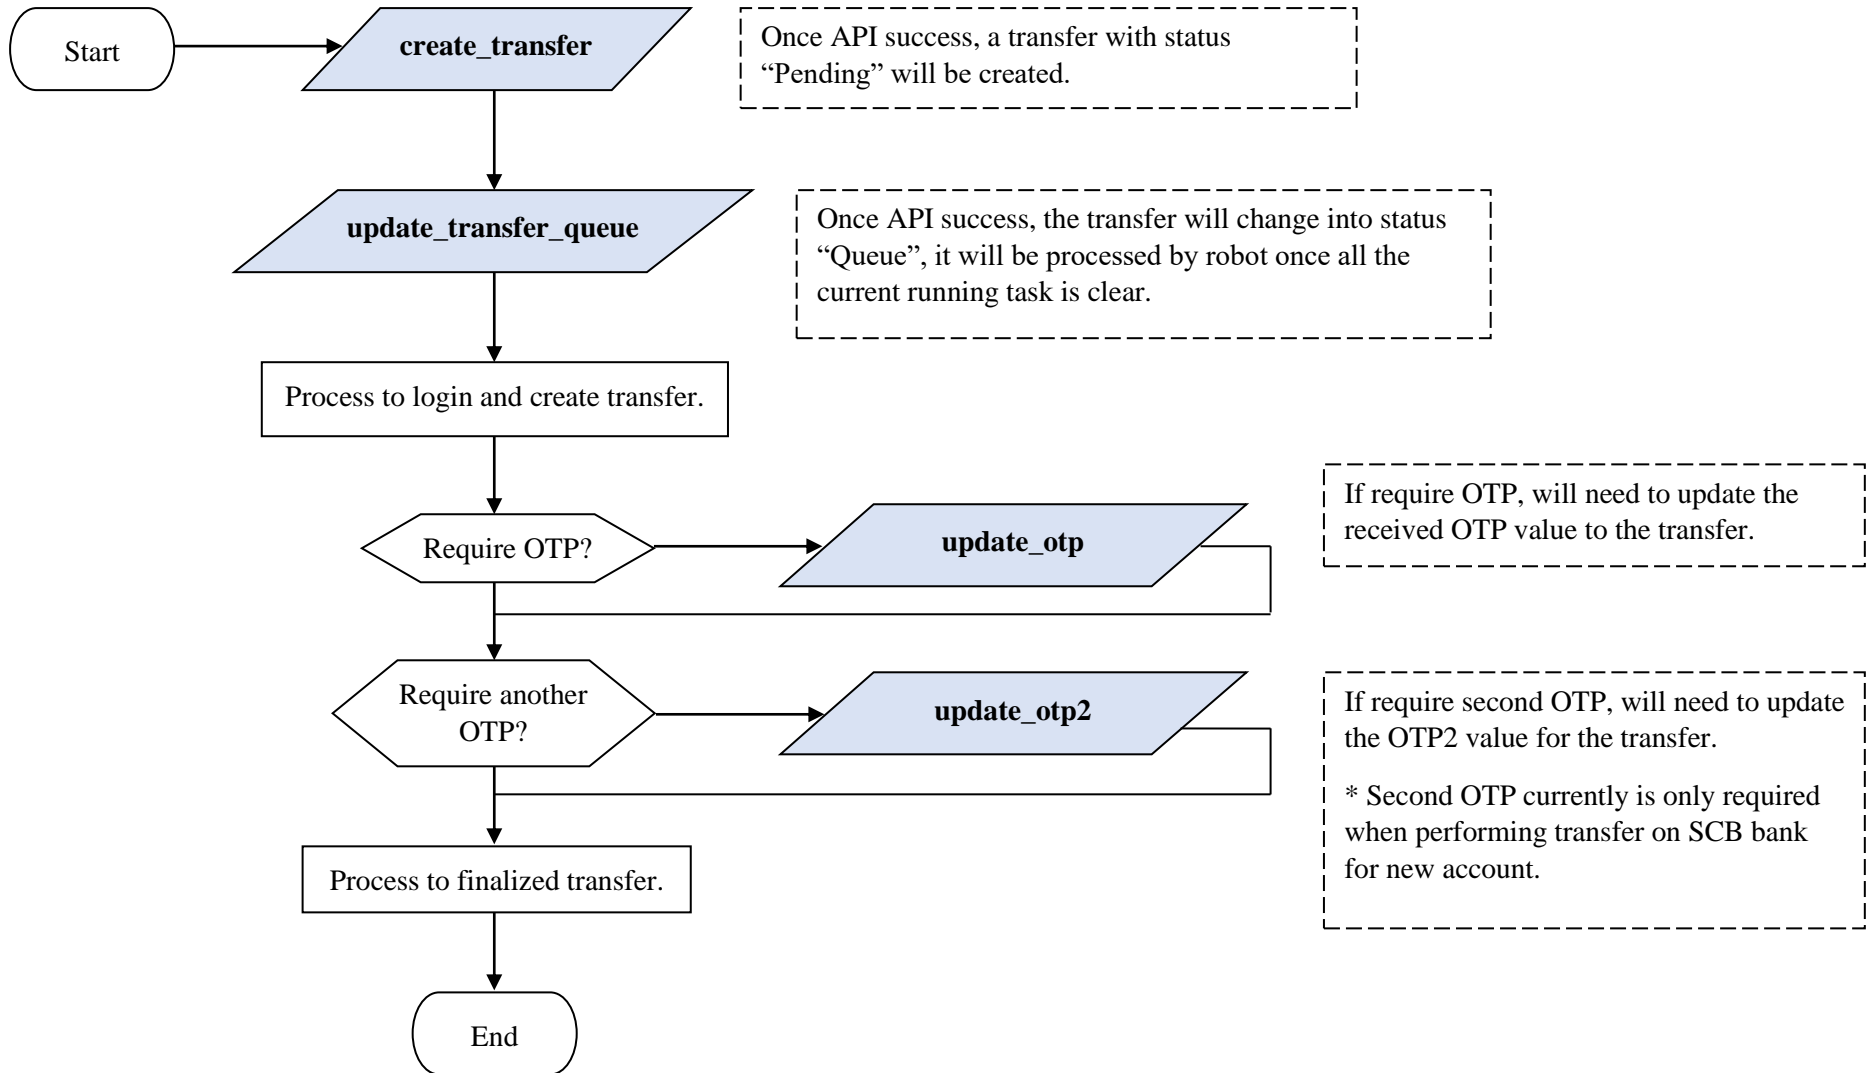 Start
create_transfer
Once API success, a transfer with status
“Pending” will be created.
update_transfer_queue
Once API success, the transfer will change into status
“Queue”, it will be processed by robot once all the
current running task is clear.
Process to login and create transfer.
Require OTP?
update_otp
If require OTP, will need to update the
received OTP value to the transfer.
Require another
OTP?
update_otp2
If require second OTP, will need to update
the OTP2 value for the transfer.
* Second OTP currently is only required
when performing transfer on SCB bank
for new account.
Process to finalized transfer.
End